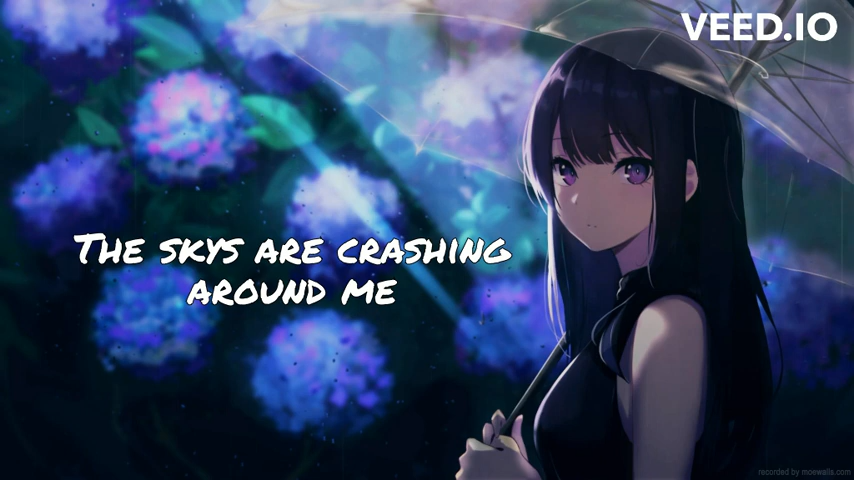 VEED.IO
THE SKYS ARE CRASHING
AROUND ME
recorded by moewalls.com